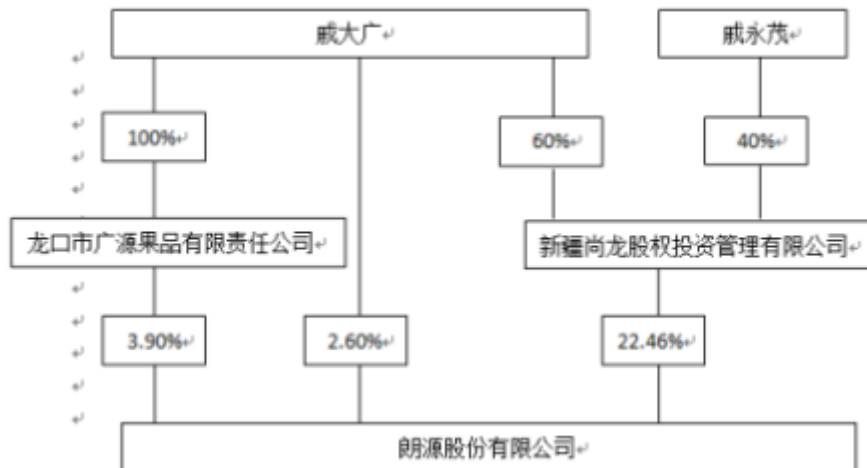 戚大广
戚永茂
100%
60%
40%
龙口市广源果品有限责任公司
新疆尚龙股权投资管理有限公司
3.90%
2.60%
22.46%
朗源股份有限公司